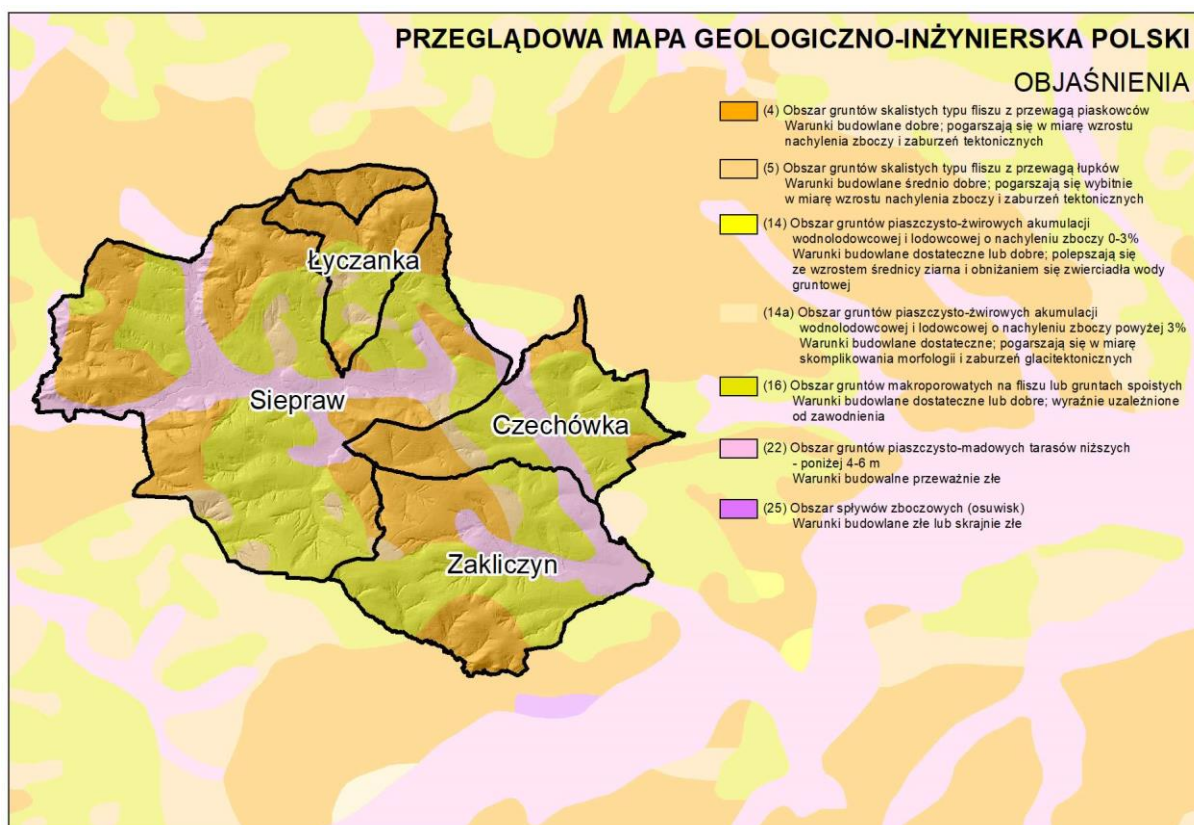 PRZEGLĄDOWA MAPA GEOLOGICZNO-INŻYNIERSKA POLSKI
OBJAŚNIENIA
(4) Obszar gruntów skalistych typu fliszu z przewagą piaskowców
Warunki budowlane dobre; pogarszają się w miarę wzrostu
nachylenia zboczy i zaburzeń tektonicznych
(5) Obszar gruntów skalistych typu fliszu z przewagą łupków
Warunki budowlane średnio dobre; pogarszają się wybitnie
w miarę wzrostu nachylenia zboczy i zaburzeń tektonicznych
(14) Obszar gruntów piaszczysto-żwirowych akumulacji
wodnolodowcowej i lodowcowej o nachyleniu zboczy 0-3%
Warunki budowlane dostateczne lub dobre; polepszają się
ze wzrostem średnicy ziarna i obniżaniem się zwierciadła wody
gruntowej
(14a) Obszar gruntów piaszczysto-żwirowych akumulacji
wodnolodowcowej i lodowcowej o nachyleniu zboczy powyżej 3%
Warunki budowlane dostateczne; pogarszają się w miarę
skomplikowania morfologii i zaburzeń glacitektonicznych
(16) Obszar gruntów makroporowatych na fliszu lub gruntach spoistych
Warunki budowlane dostateczne lub dobre; wyraźnie uzależnione
od zawodnienia
(22) Obszar gruntów piaszczysto-madowych tarasów niższych
- poniżej 4-6 m
Warunki budowalne przeważnie złe
(25) Obszar spływów zboczowych (osuwisk)
Warunki budowlane złe lub skrajnie złe
Łyczanka
Siepraw
Czechówka
Zakliczyn